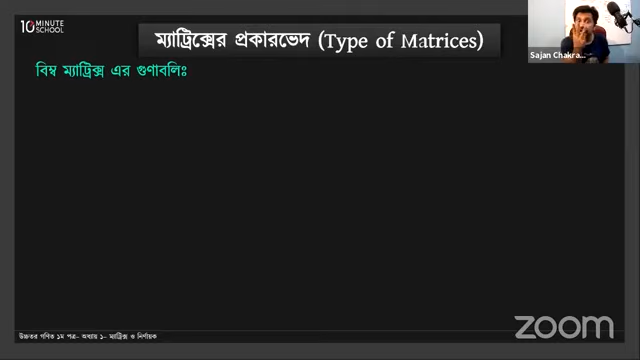 10 MINUTE SCHOOL
ম্যাট্রিক্সের প্রকারভেদ (Type of Matrices)
Sajan Chakra...
বিম্ব ম্যাট্রিক্স এর গুণাবলিঃ
zoom
উচ্চতর গণিত ১ম পত্র- অধ্যায় ১- ম্যাট্রিক্স ও নির্ণায়ক